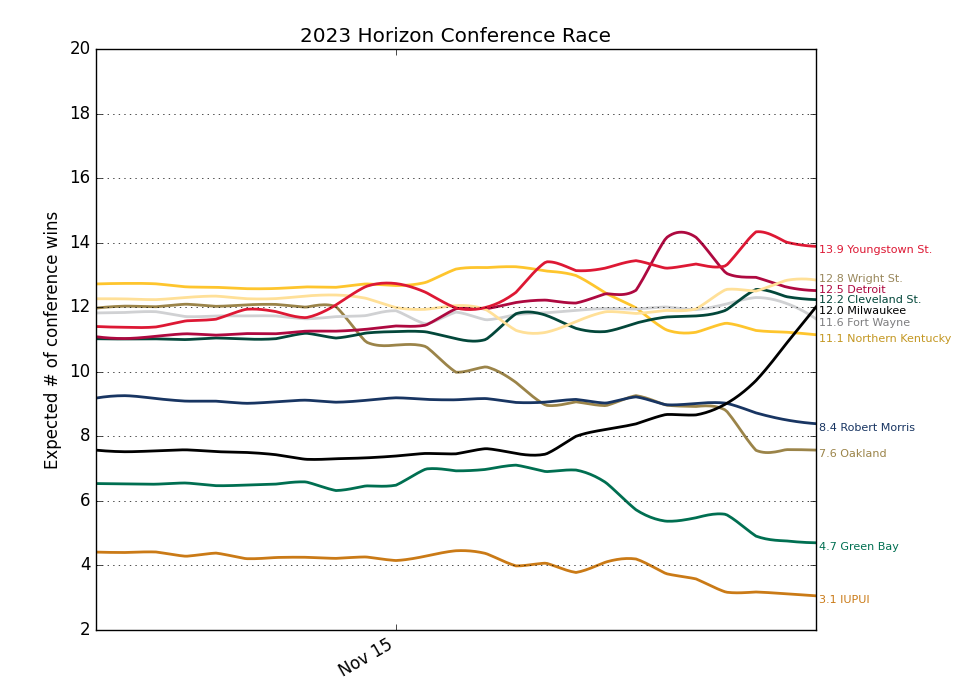 2023 Horizon Conference Race
Expected # of conference wins
20
18
16
14
12
10
8
6
4
2
Nov 15
13.9 Youngstown St.
12.8 Wright St.
12.5 Detroit
12.2 Cleveland St.
12.0 Milwaukee
11.6 Fort Wayne
11.1 Northern Kentucky
8.4 Robert Morris
7.6 Oakland
4.7 Green Bay
3.1 IUPUI